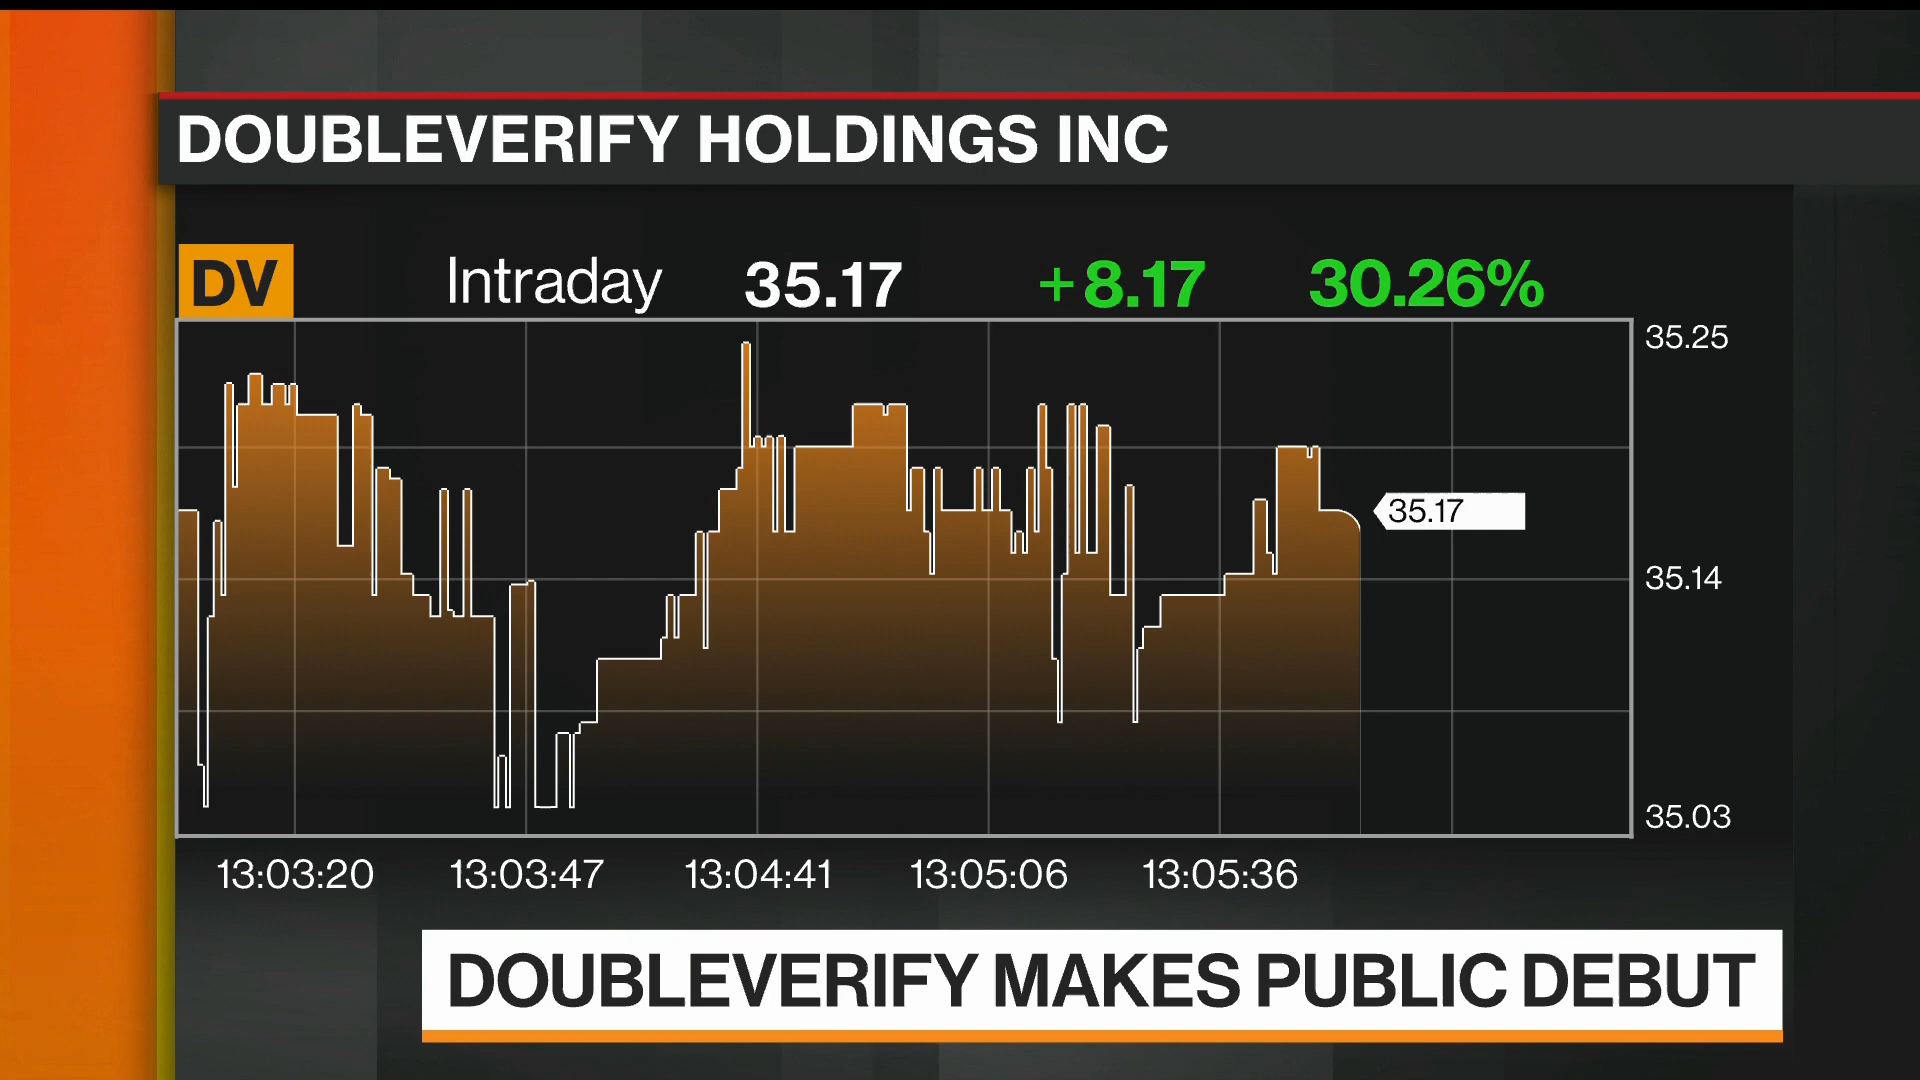 DOUBLEVERIFY HOLDINGS INC
DV Intraday 35.17 +8.17 30.26%
35.25
35.17
35.14
35.03
13:03:20 13:03:47 13:04:41 13:05:06 13:05:36
DOUBLEVERIFY MAKES PUBLIC DEBUT